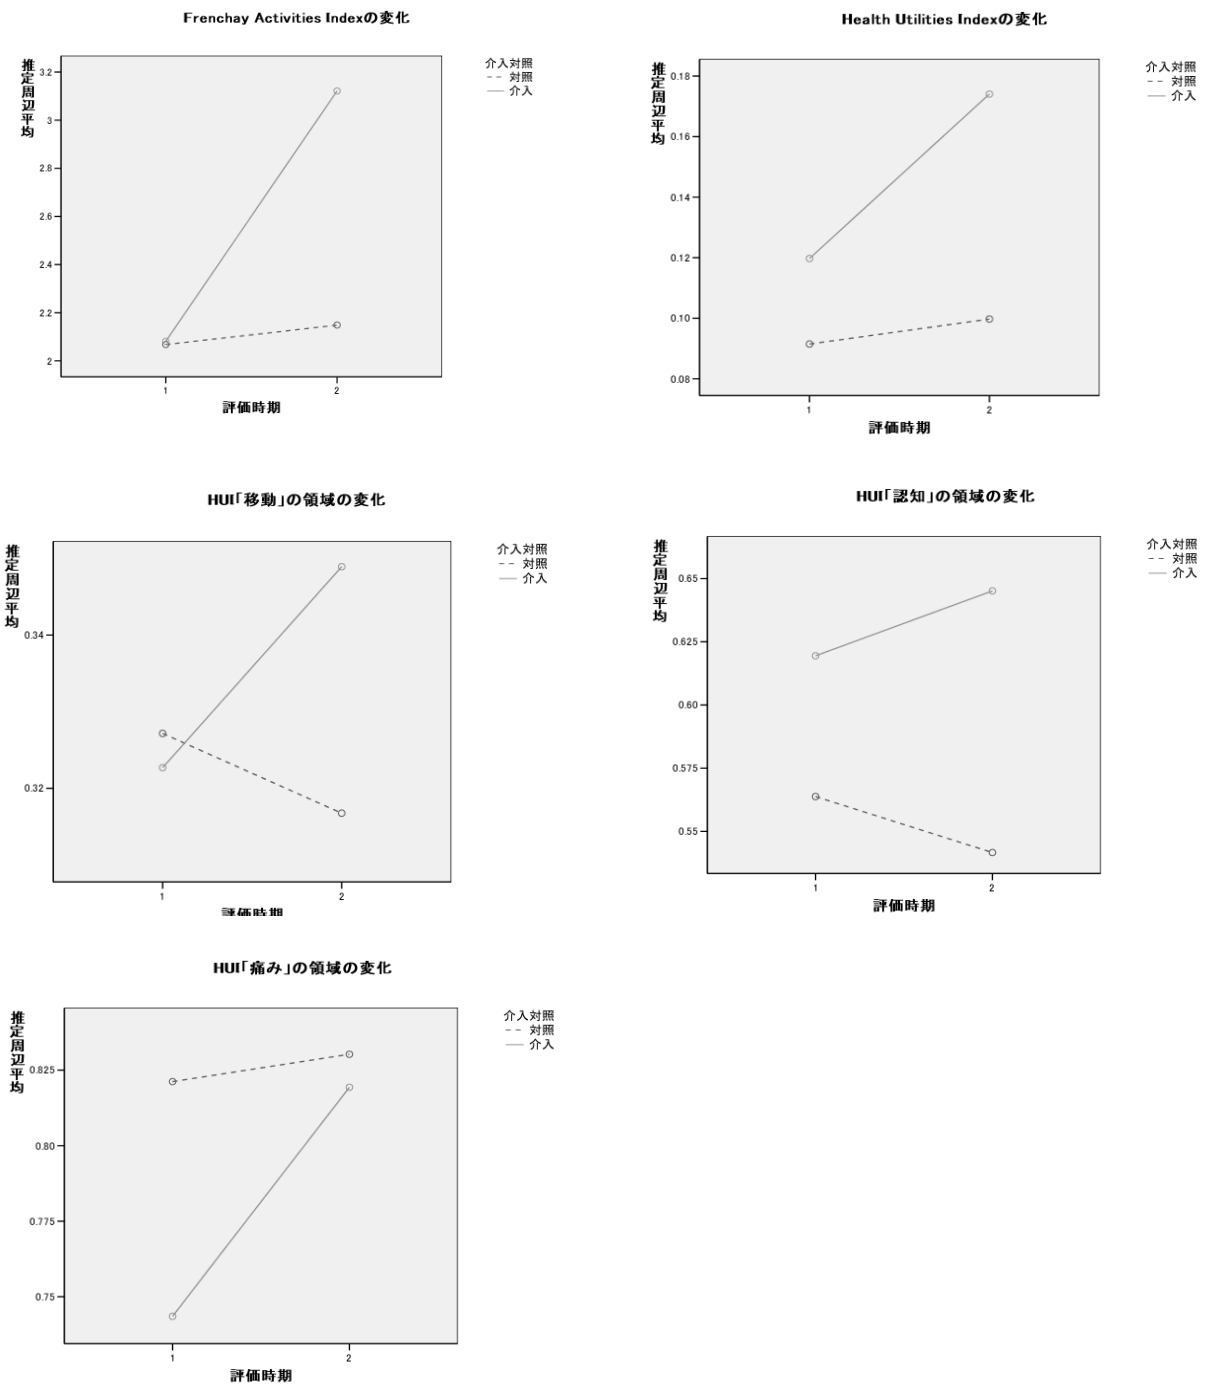 Frenchay Activities Indexの変化
推定周辺平均
3.2
3
2.8
2.6
2.4
2.2
2
1
2
評価時期
介入対照
対照
介入
Health Utilities Indexの変化
推定周辺平均
0.18
0.16
0.14
0.12
0.10
0.08
1
2
評価時期
介入対照
対照
介入
HUI「移動」の領域の変化
推定周辺平均
0.34
0.32
1
2
評価時期
介入対照
対照
介入
HUI「認知」の領域の変化
推定周辺平均
0.65
0.625
0.60
0.575
0.55
1
2
評価時期
介入対照
対照
介入
HUI「痛み」の領域の変化
推定周辺平均
0.825
0.80
0.775
0.75
1
2
評価時期
介入対照
対照
介入